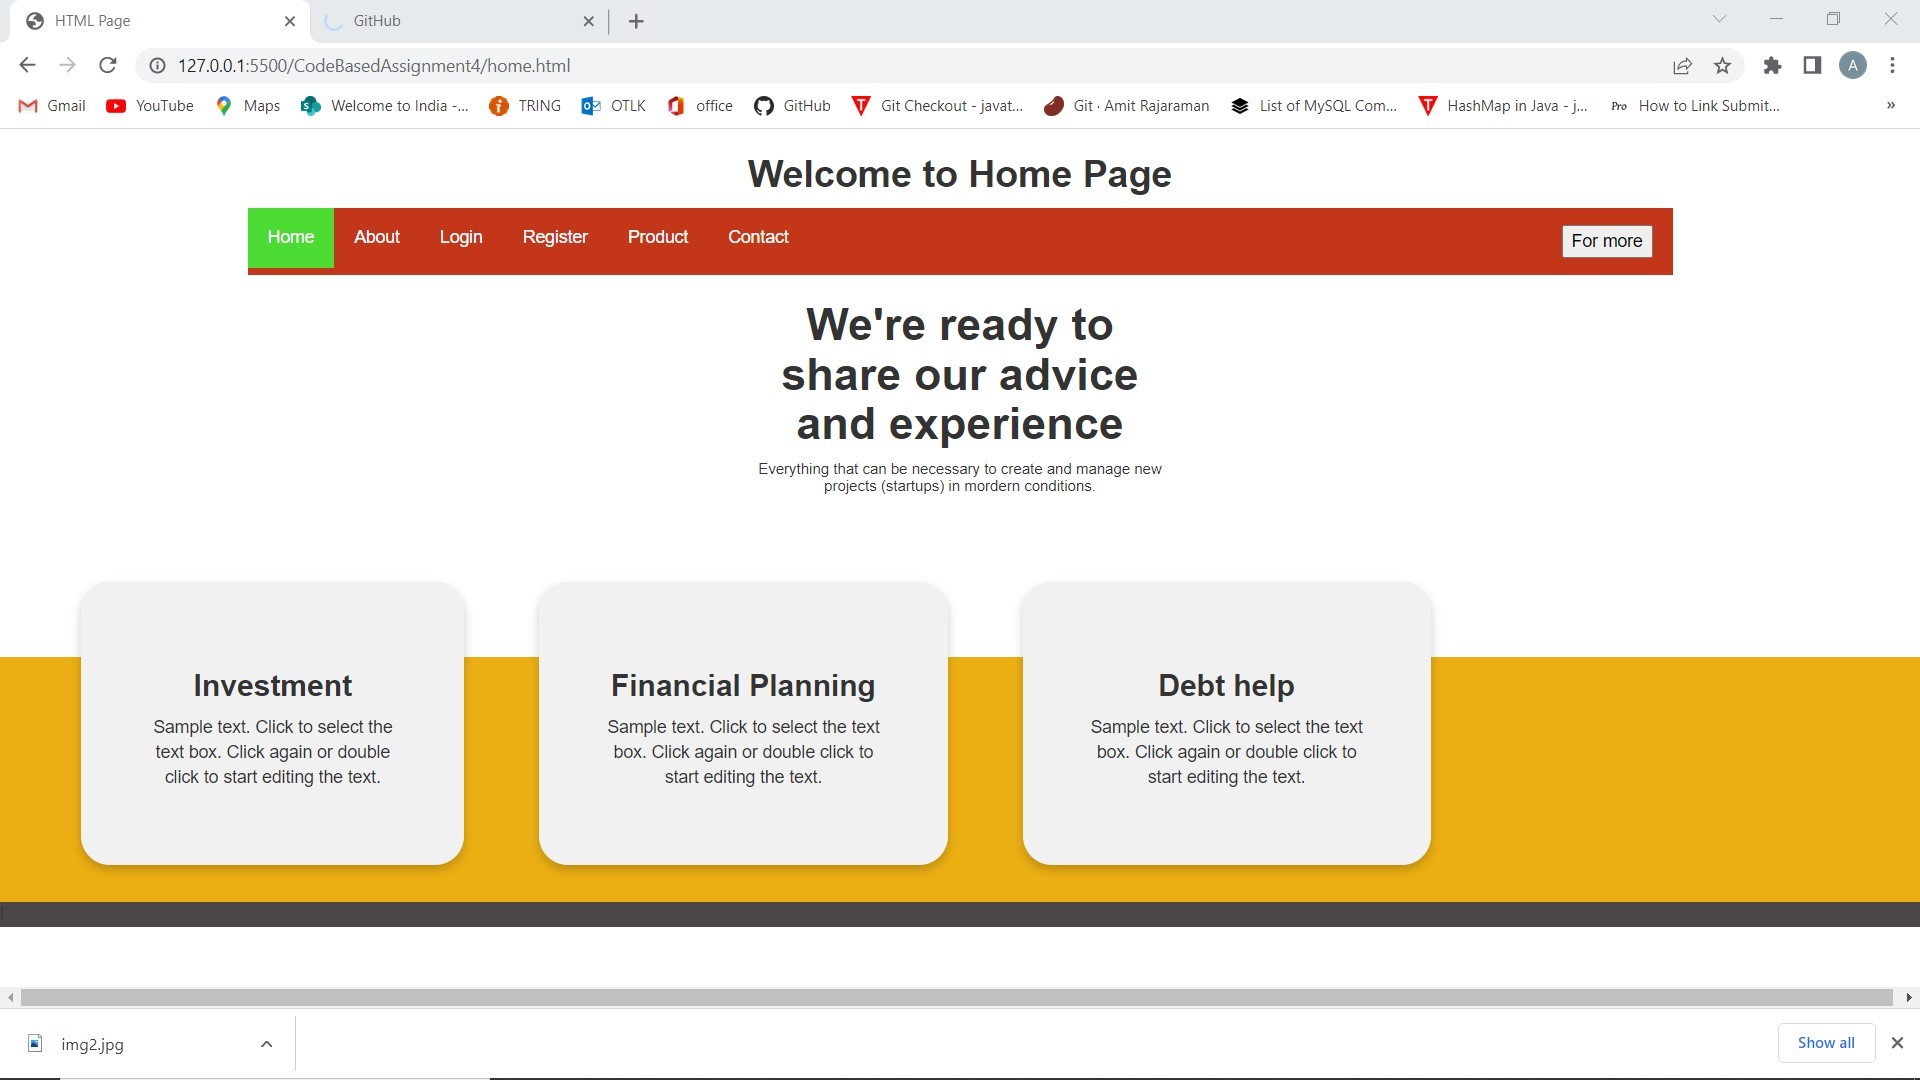 HTML Page
GitHub
127.0.0.1:5500/CodeBasedAssignment4/home.html
A
Gmail
YouTube
Maps
Welcome to India -...
TRING
OTLK
office
GitHub
Git Checkout - javat...
Git · Amit Rajaraman
List of MySQL Com...
HashMap in Java - j...
Pro How to Link Submit...
»
Welcome to Home Page
Home About Login Register Product Contact For more
We're ready to
share our advice
and experience
Everything that can be necessary to create and manage new
projects (startups) in mordern conditions.
Investment
Sample text. Click to select the
text box. Click again or double
click to start editing the text.
Financial Planning
Sample text. Click to select the text
box. Click again or double click to
start editing the text.
Debt help
Sample text. Click to select the text
box. Click again or double click to
start editing the text.
img2.jpg
Show all